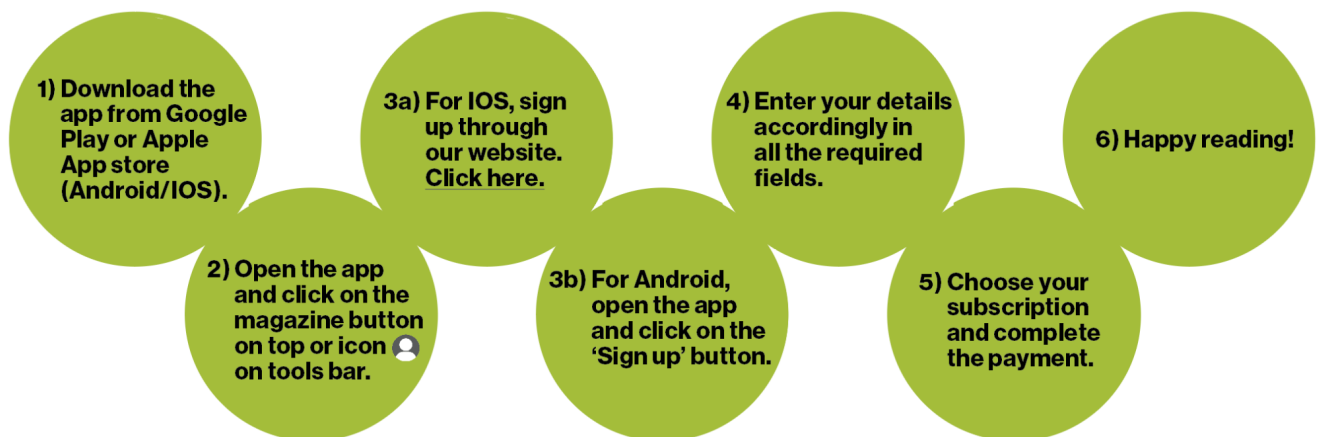 1) Download the
app from Google
Play or Apple
App store
(Android/IOS).
2) Open the app
and click on the
magazine button
on top or icon
on tools bar.
3a) For IOS, sign
up through
our website.
Click here.
3b) For Android,
open the app
and click on the
‘Sign up’ button.
4) Enter your details
accordingly in
all the required
fields.
5) Choose your
subscription
and complete
the payment.
6) Happy reading!